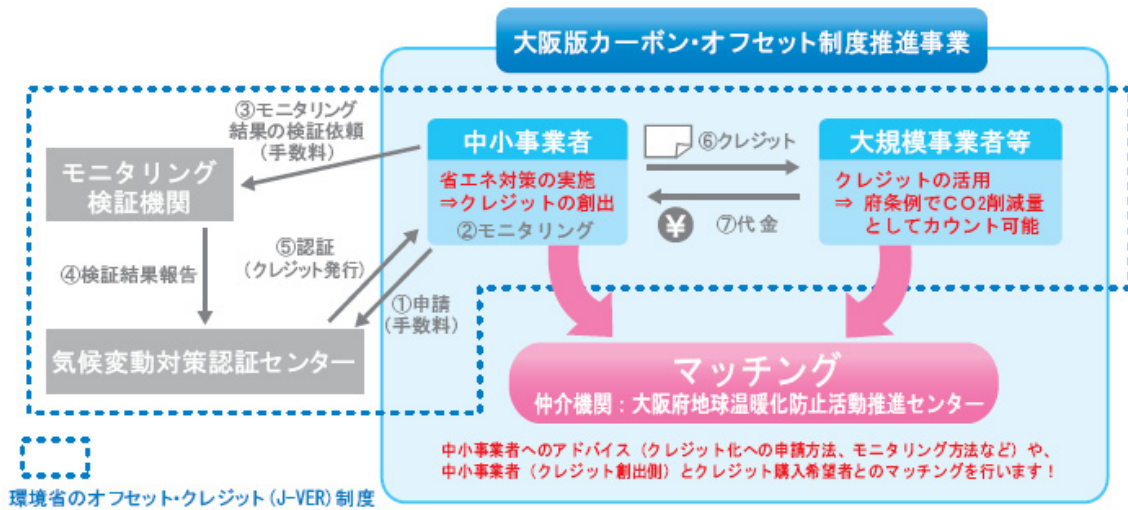 大阪版カーボン・オフセット制度推進事業
③モニタリング
結果の検証依頼
(手数料)
モニタリング
検証機関
中小事業者
省エネ対策の実施
⇒クレジットの創出
②モニタリング
⑥クレジット
¥
⑦代金
大規模事業者等
クレジットの活用
⇒ 府条例でCO2削減量
としてカウント可能
④検証結果報告
⑤認証
(クレジット発行)
①申請
(手数料)
気候変動対策認証センター
マッチング
仲介機関：大阪府地球温暖化防止活動推進センター
中小事業者へのアドバイス（クレジット化への申請方法、モニタリング方法など）や、
中小事業者（クレジット創出側）とクレジット購入希望者とのマッチングを行います！
環境省のオフセット・クレジット(J-VER)制度